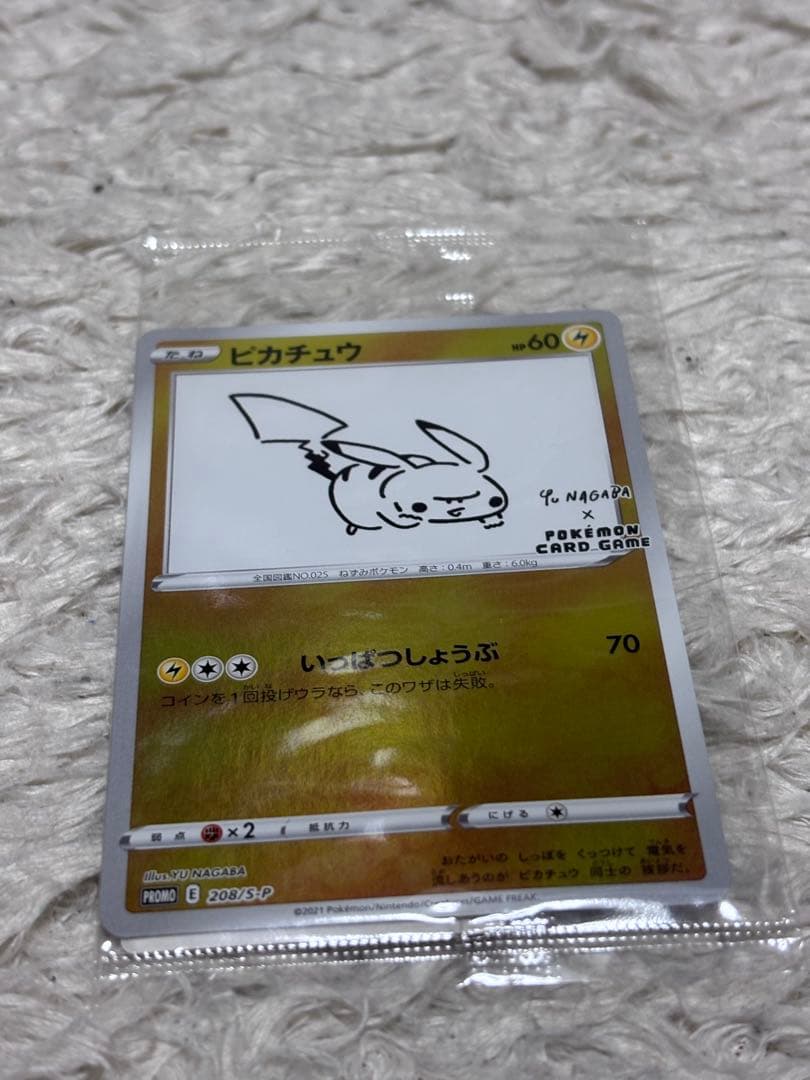 たね ピカチュウ HP60
Yu NAGABA
×
POKÉMON
CARD GAME
全国図鑑NO.025 ねずみポケモン 高さ:0.4m 重さ:6.0kg
いっぱつしょうぶ 70
コインを1回投げウラなら、このワザは失敗。
弱点 ×2 抵抗力 にげる
おたがいの しっぽを くっつけて 電気を
流しあうのが ピカチュウ 同士の 挨拶だ。
Illus. YU NAGABA
PROMO E 208/S-P
©2021 Pokémon/Nintendo/Creatures/GAME FREAK.